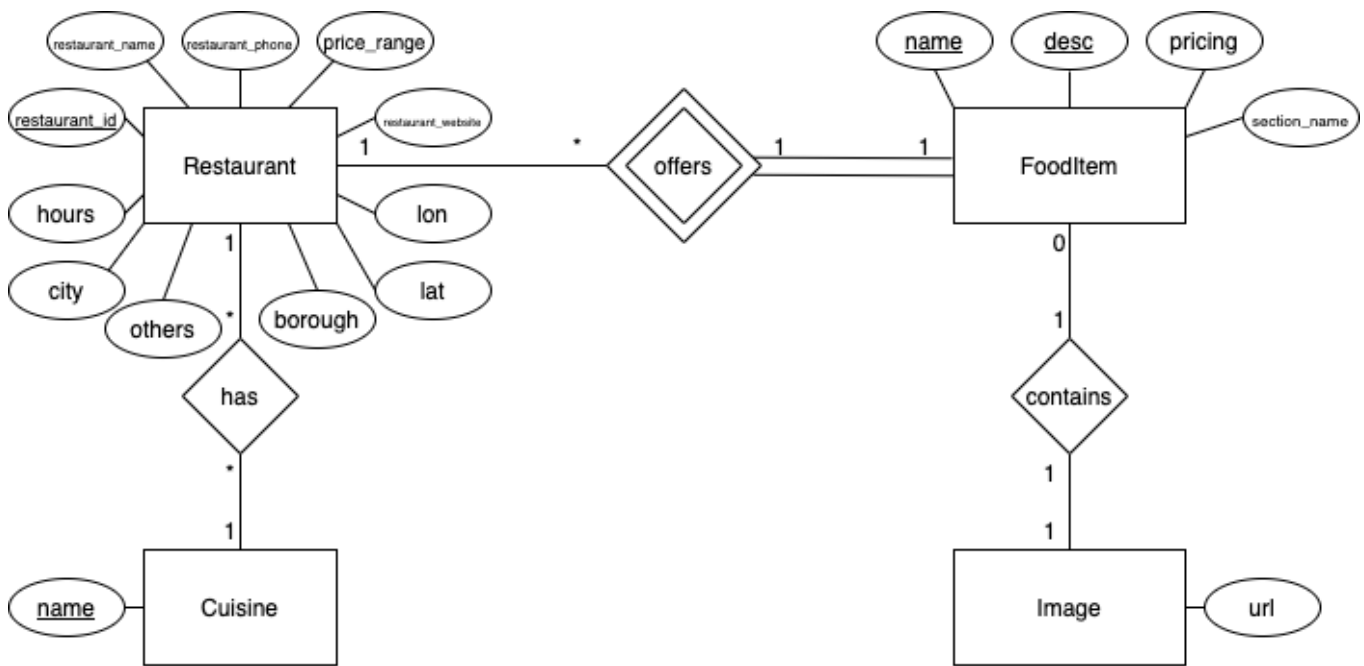 restaurant_name
restaurant_phone
price_range
name
desc
pricing
restaurant_id
restaurant_website
section_name
Restaurant
1
*
offers
1
1
FoodItem
hours
lon
1
0
city
lat
others
borough
*
1
has
contains
*
1
1
1
name
Cuisine
Image
url